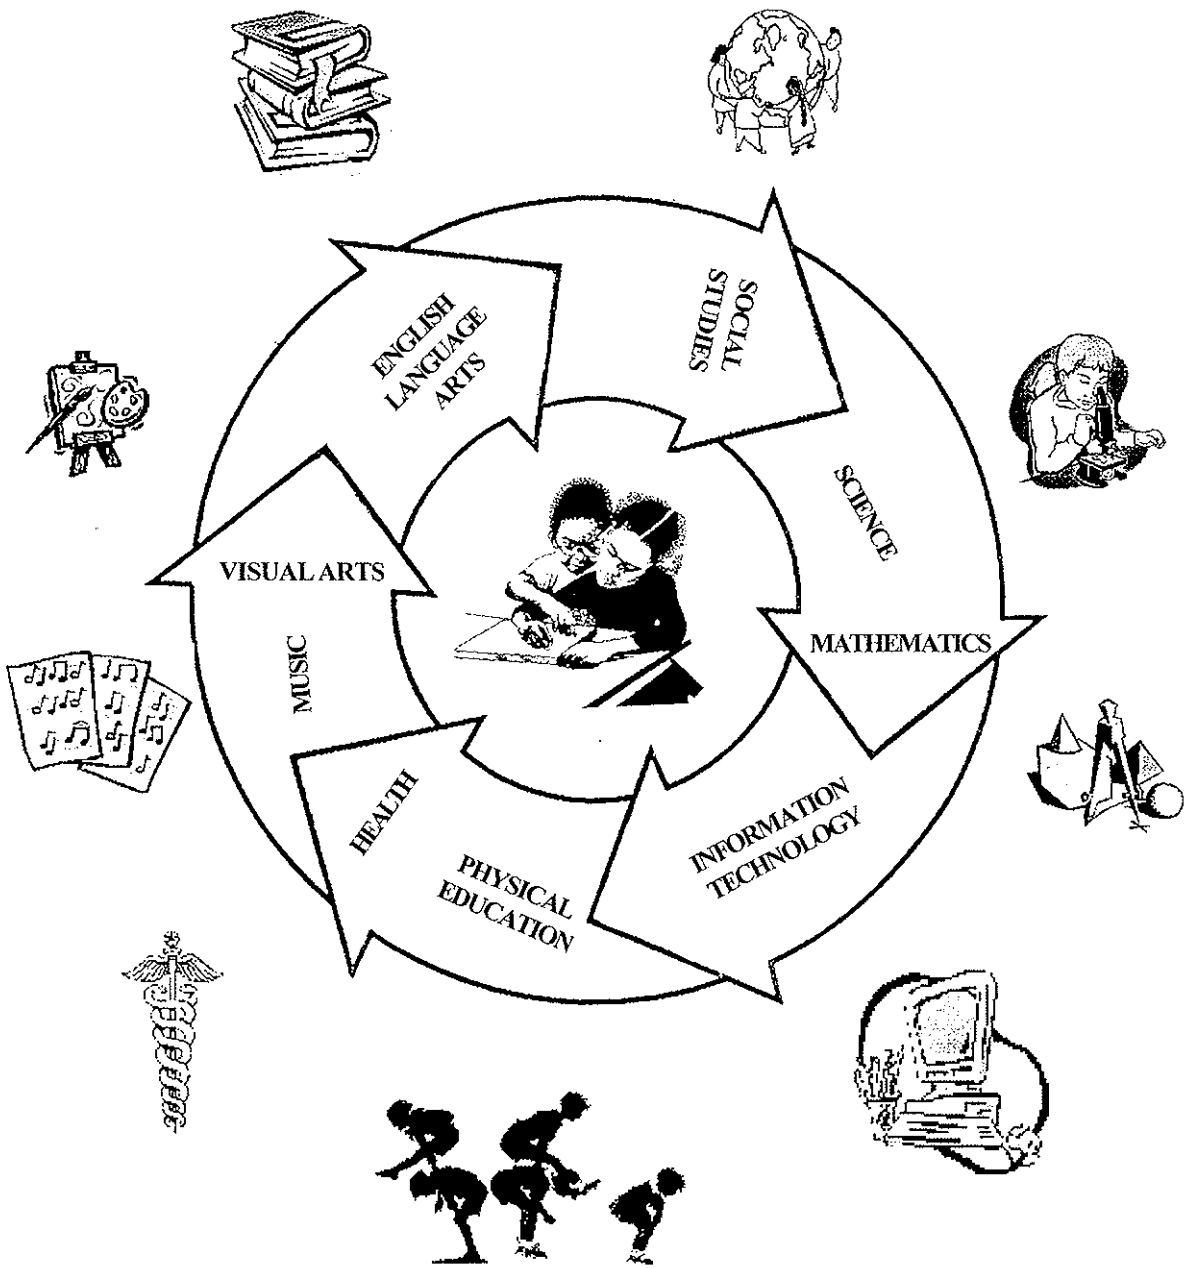 ENGLISH
LANGUAGE
ARTS
SOCIAL
STUDIES
SCIENCE
MATHEMATICS
INFORMATION
TECHNOLOGY
PHYSICAL
EDUCATION
HEALTH
MUSIC
VISUAL ARTS